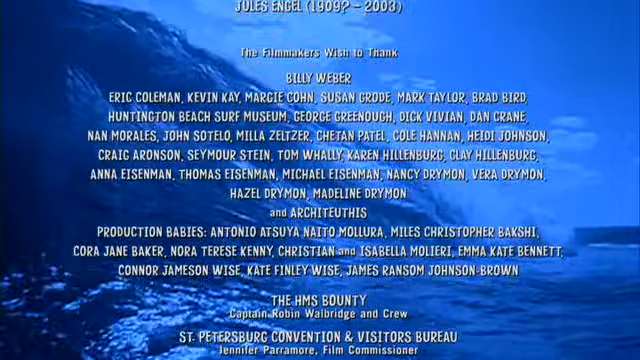 JULES ENGEL (1909? – 2003)
The Filmmakers Wish to Thank
BILLY WEBER
ERIC COLEMAN, KEVIN KAY, MARGIE COHN, SUSAN GRODE, MARK TAYLOR, BRAD BIRD,
HUNTINGTON BEACH SURF MUSEUM, GEORGE GREENOUGH, DICK VIVIAN, DAN CRANE,
NAN MORALES, JOHN SOTELO, MILLA ZELTZER, CHETAN PATEL, COLE HANNAN, HEIDI JOHNSON,
CRAIG ARONSON, SEYMOUR STEIN, TOM WHALLY, KAREN HILLENBURG, CLAY HILLENBURG,
ANNA EISENMAN, THOMAS EISENMAN, MICHAEL EISENMAN, NANCY DRYMON, VERA DRYMON,
HAZEL DRYMON, MADELINE DRYMON
and ARCHITEUTHIS
PRODUCTION BABIES: ANTONIO ATSUYA NAITO MOLLURA, MILES CHRISTOPHER BAKSHI,
CORA JANE BAKER, NORA TERESE KENNY, CHRISTIAN and ISABELLA MOLIERI, EMMA KATE BENNETT,
CONNOR JAMESON WISE, KATE FINLEY WISE, JAMES RANSOM JOHNSON-BROWN
THE HMS BOUNTY
Captain Robin Walbridge and Crew
ST. PETERSBURG CONVENTION & VISITORS BUREAU
Jennifer Parramore, Film Commissioner